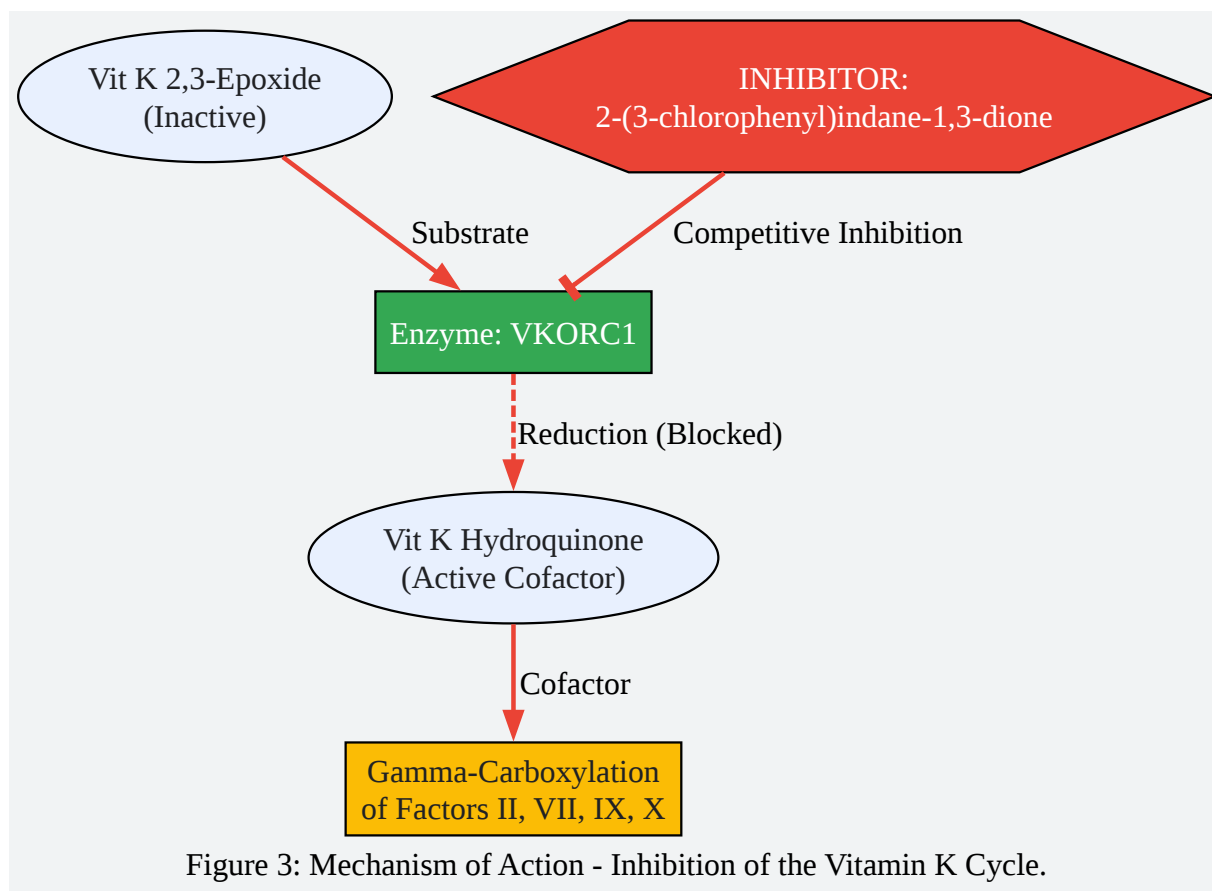 Vit K 2,3-Epoxide
(Inactive)
INHIBITOR:
2-(3-chlorophenyl)indane-1,3-dione
Substrate
Competitive Inhibition
Enzyme: VKORC1
Reduction (Blocked)
Vit K Hydroquinone
(Active Cofactor)
Cofactor
Gamma-Carboxylation
of Factors II, VII, IX, X
Figure 3: Mechanism of Action - Inhibition of the Vitamin K Cycle.